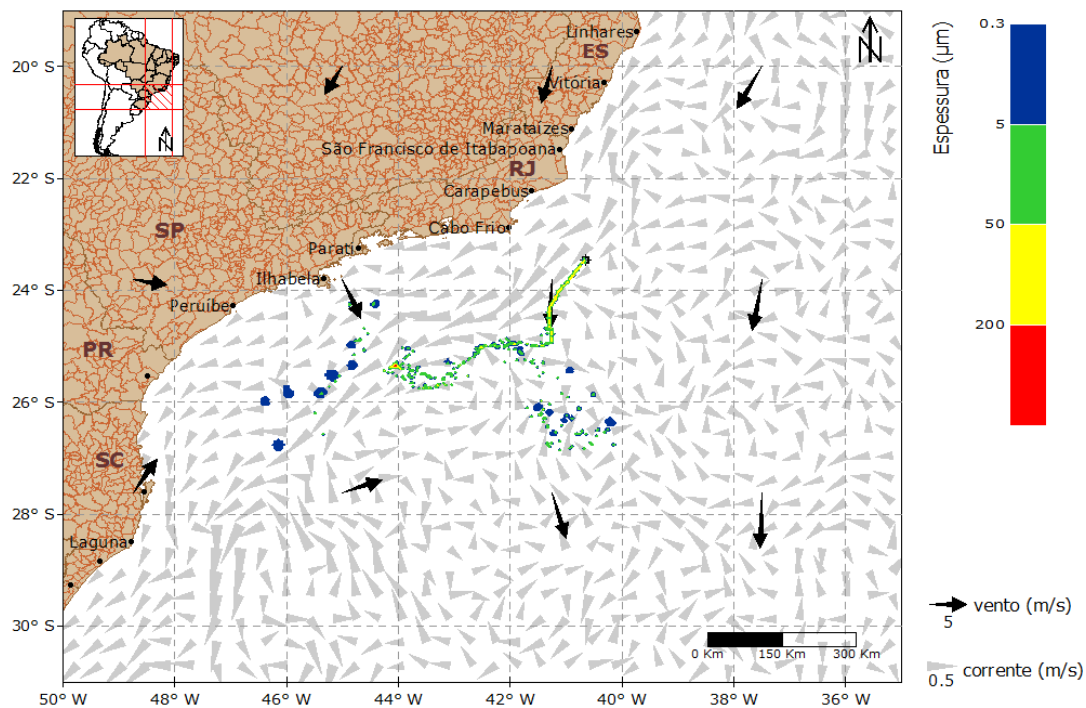 Linhares
ES
20° S
Vitória
Marataízes
São Francisco de Itabapoana
RJ
22° S
Carapebus
SP
Cabo Frio
Parati
Ilhabela
24° S
Peruíbe
PR
26° S
SC
28° S
Laguna
30° S
0 Km 150 Km 300 Km
50° W 48° W 46° W 44° W 42° W 40° W 38° W 36° W
N
N
0.3
5
50
200
Espessura (µm)
vento (m/s)
5
corrente (m/s)
0.5